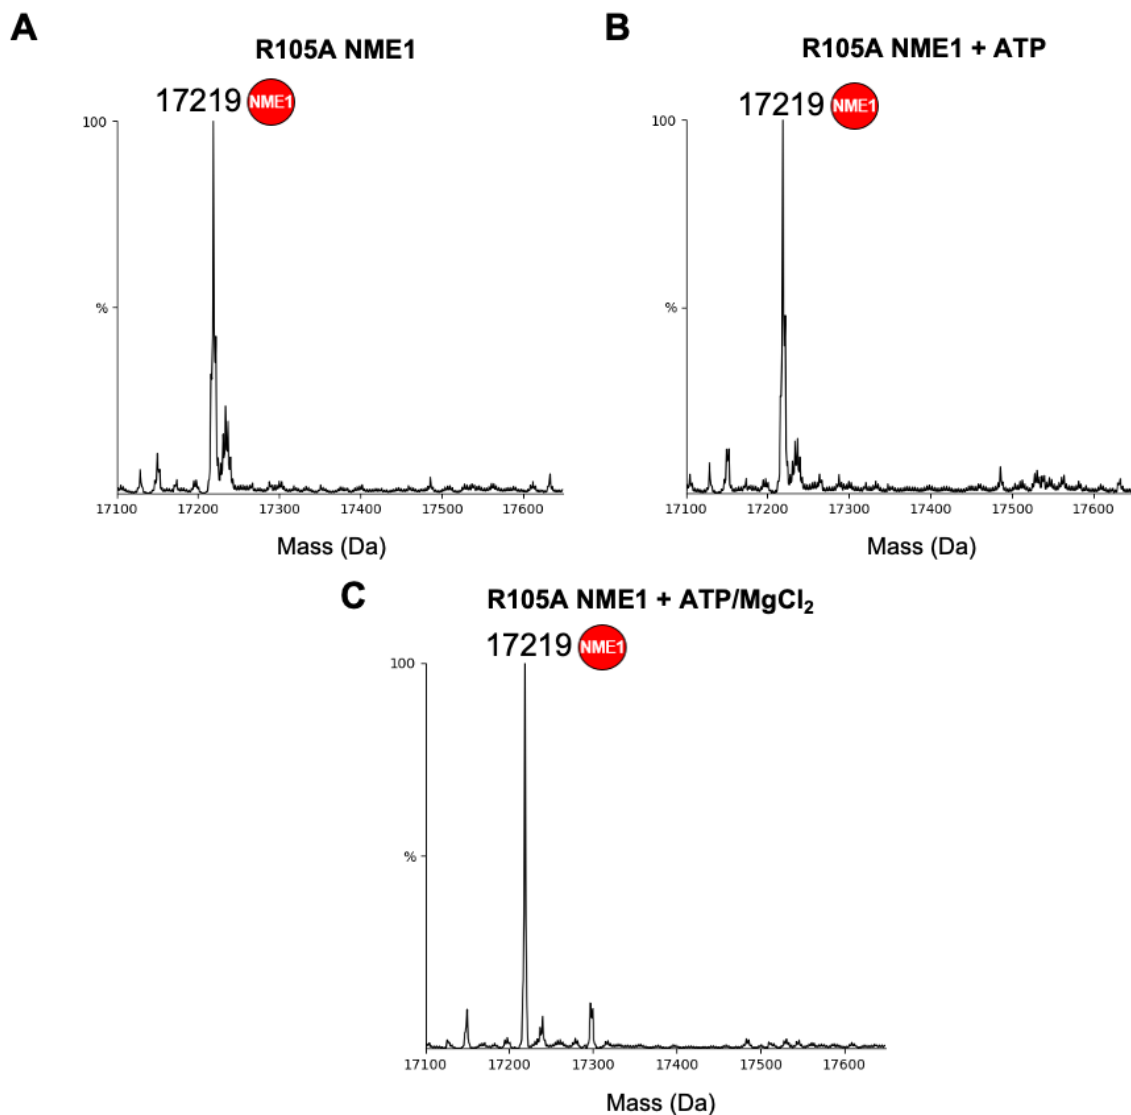 A
R105A NME1
17219 NME1
100
%
17100 17200 17300 17400 17500 17600
Mass (Da)
B
R105A NME1 + ATP
17219 NME1
100
%
17100 17200 17300 17400 17500 17600
Mass (Da)
C
R105A NME1 + ATP/MgCl₂
17219 NME1
100
%
17100 17200 17300 17400 17500 17600
Mass (Da)